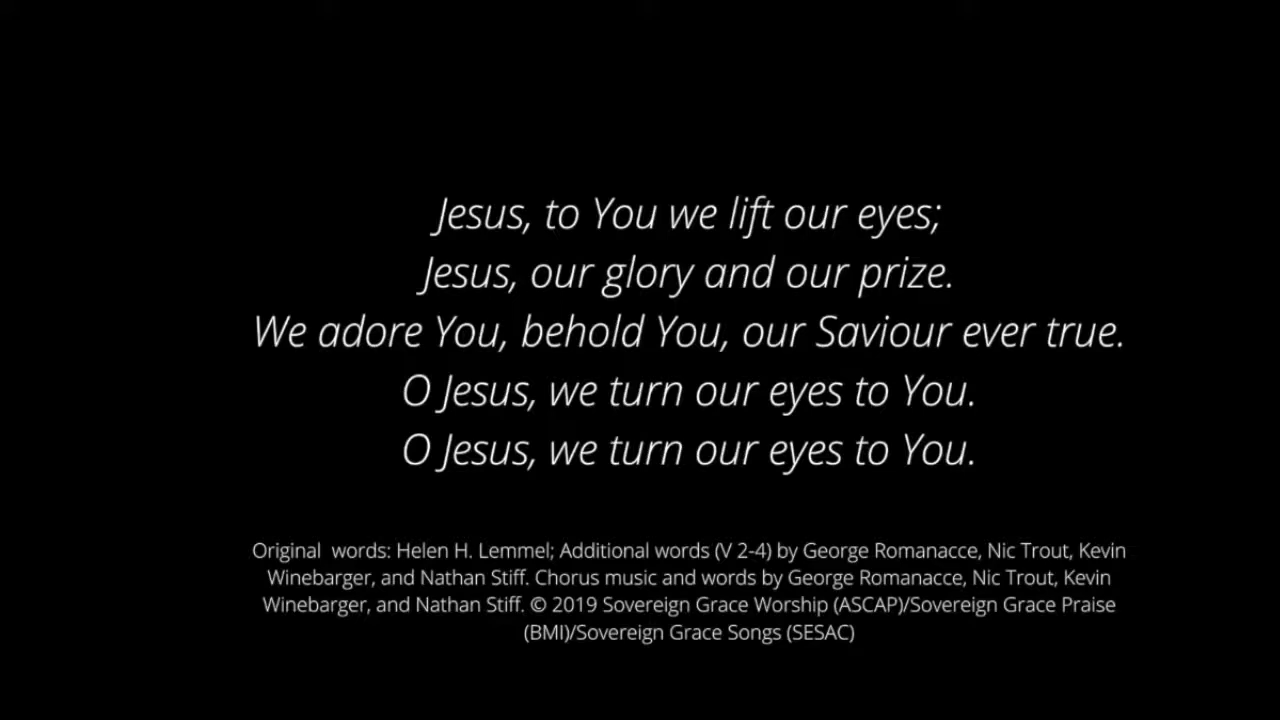 Jesus, to You we lift our eyes;
Jesus, our glory and our prize.
We adore You, behold You, our Saviour ever true.
O Jesus, we turn our eyes to You.
O Jesus, we turn our eyes to You.
Original  words: Helen H. Lemmel; Additional words (V 2-4) by George Romanacce, Nic Trout, Kevin
Winebarger, and Nathan Stiff. Chorus music and words by George Romanacce, Nic Trout, Kevin
Winebarger, and Nathan Stiff. © 2019 Sovereign Grace Worship (ASCAP)/Sovereign Grace Praise
(BMI)/Sovereign Grace Songs (SESAC)